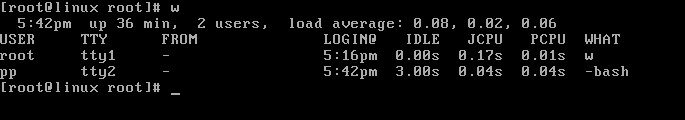 [root@linux root]# w
  5:42pm  up 36 min,  2 users,  load average: 0.08, 0.02, 0.06
USER     TTY      FROM              LOGIN@   IDLE   JCPU   PCPU  WHAT
root     tty1     -                 5:16pm  0.00s  0.17s  0.01s  w
pp       tty2     -                 5:42pm  3.00s  0.04s  0.04s  -bash
[root@linux root]# _